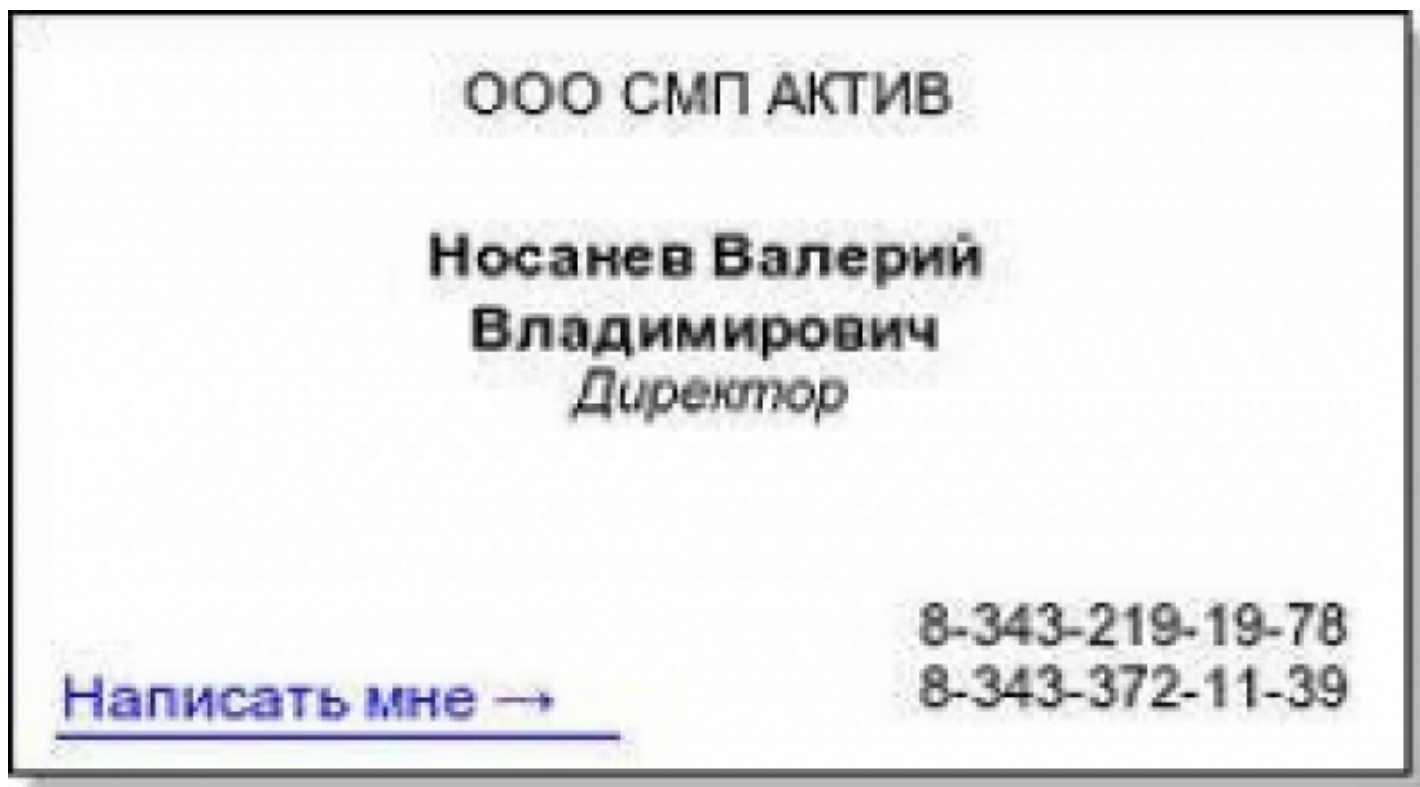 ООО СМП АКТИВ
Носанев Валерий
Владимирович
Директор
8-343-219-19-78
8-343-372-11-39
Написать мне →